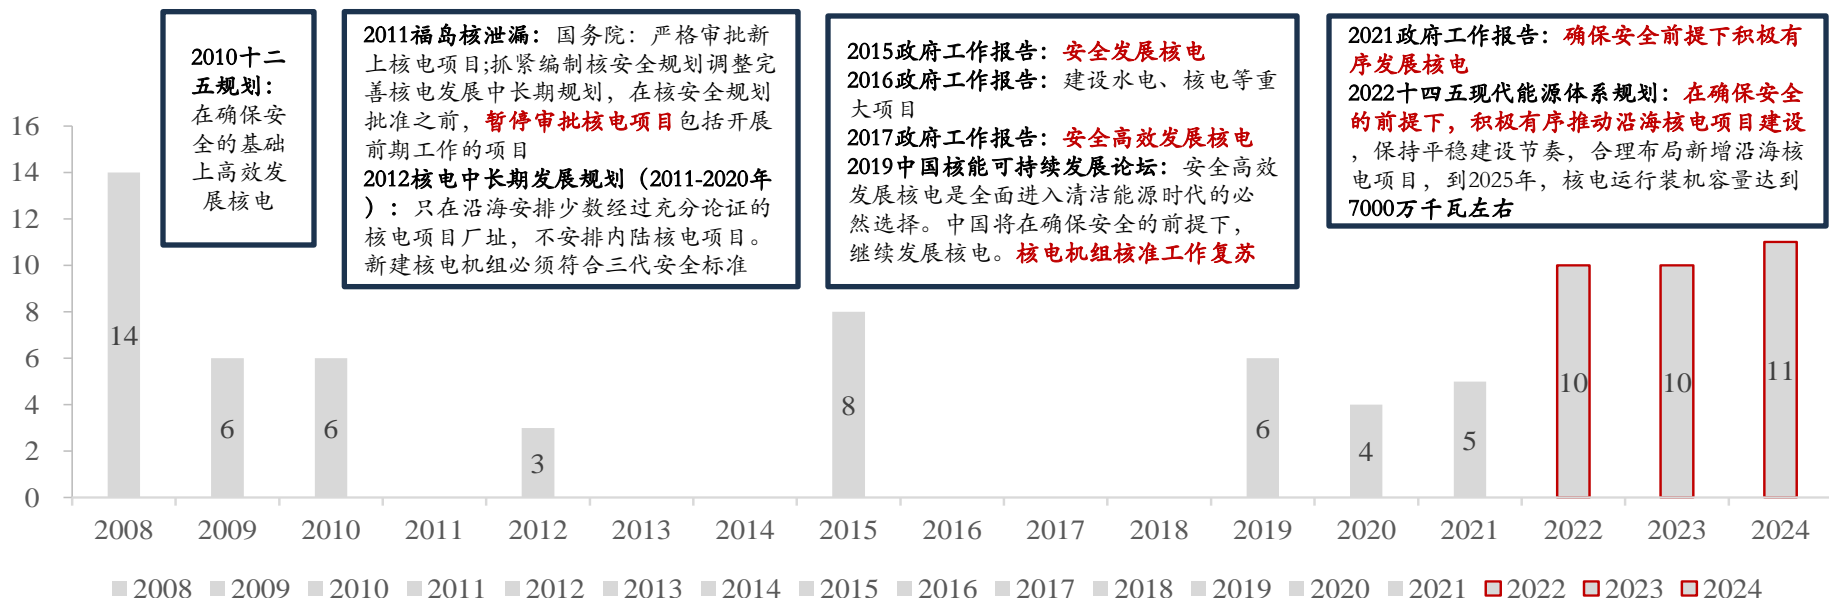 2010十二
五规划：
在确保安
全的基础
上高效发
展核电
2011福岛核泄漏：国务院：严格审批新
上核电项目;抓紧编制核安全规划调整完
善核电发展中长期规划，在核安全规划
批准之前，暂停审批核电项目包括开展
前期工作的项目
2012核电中长期发展规划（2011-2020年
）：只在沿海安排少数经过充分论证的
核电项目厂址，不安排内陆核电项目。
新建核电机组必须符合三代安全标准
2015政府工作报告：安全发展核电
2016政府工作报告：建设水电、核电等重
大项目
2017政府工作报告：安全高效发展核电
2019中国核能可持续发展论坛：安全高效
发展核电是全面进入清洁能源时代的必
然选择。中国将在确保安全的前提下，
继续发展核电。核电机组核准工作复苏
2021政府工作报告：确保安全前提下积极有
序发展核电
2022十四五现代能源体系规划：在确保安全
的前提下，积极有序推动沿海核电项目建设
，保持平稳建设节奏，合理布局新增沿海核
电项目，到2025年，核电运行装机容量达到
7000万千瓦左右
16
14
12
10
8
6
4
2
0
14
6
6
3
8
6
4
5
10
10
11
2008 2009 2010 2011 2012 2013 2014 2015 2016 2017 2018 2019 2020 2021 2022 2023 2024
2008 2009 2010 2011 2012 2013 2014 2015 2016 2017 2018 2019 2020 2021 2022 2023 2024